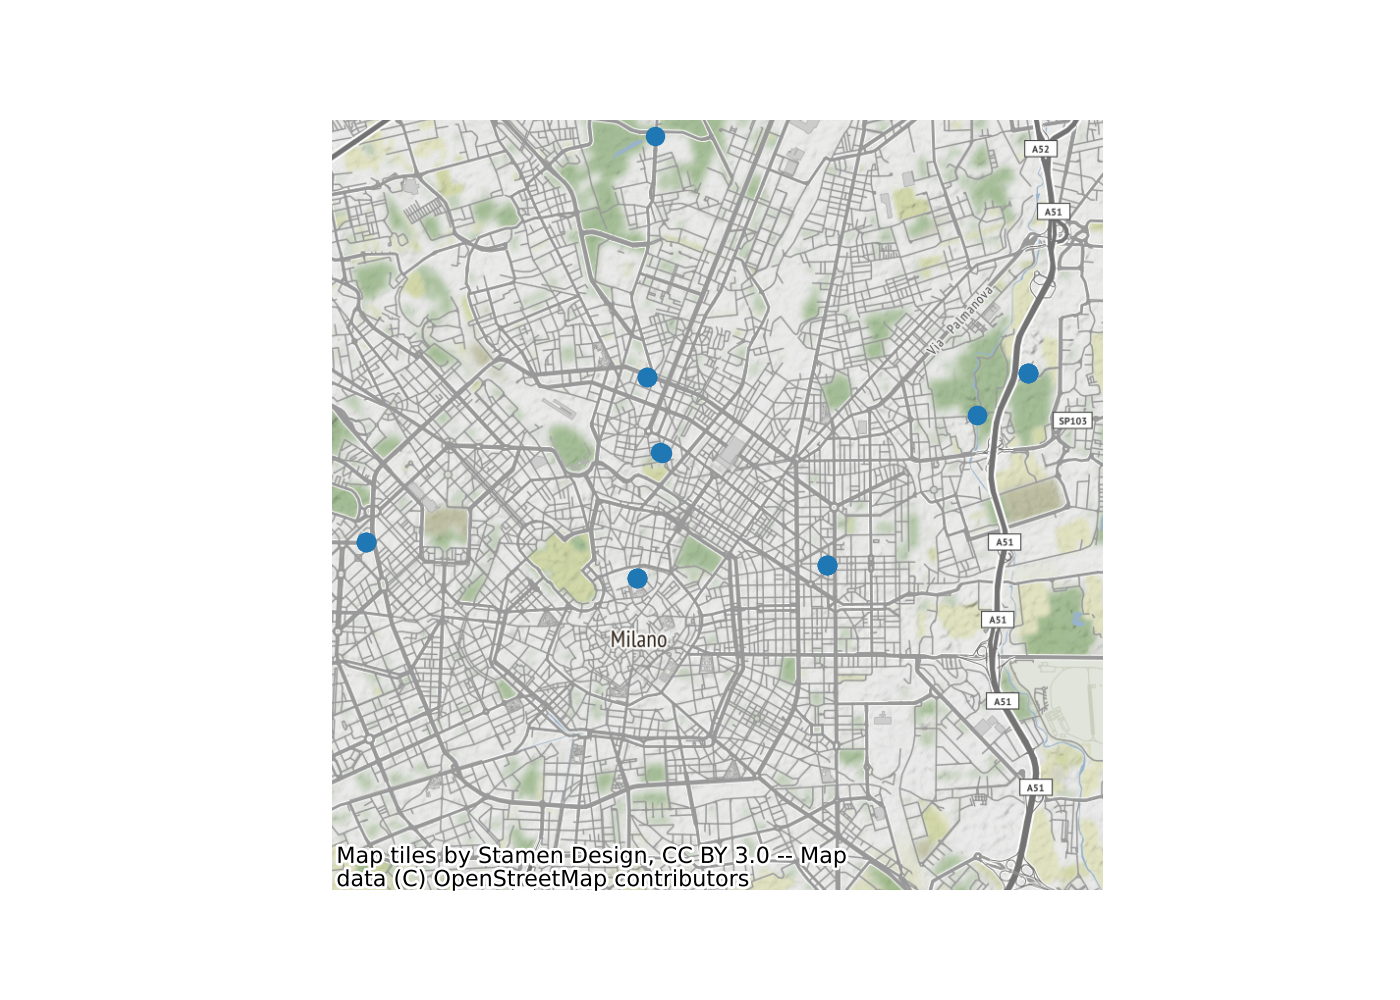 A52
A51
Via Palmanova
SP103
A51
A51
Milano
A51
A51
Map tiles by Stamen Design, CC BY 3.0 -- Map
data (C) OpenStreetMap contributors